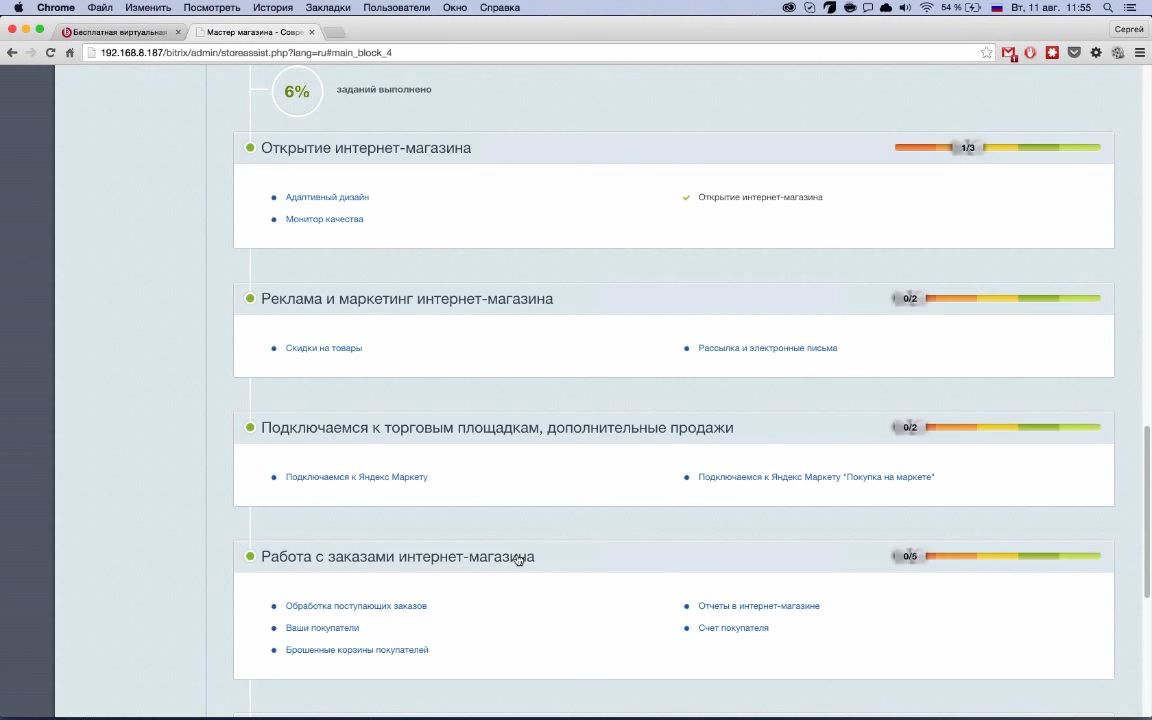 Chrome Файл Изменить Посмотреть История Закладки Пользователи Окно Справка 54 % Вт, 11 авг. 11:55
Бесплатная виртуальная Мастер магазина - Совре Сергей
192.168.8.187/bitrix/admin/storeassist.php?lang=ru#main_block_4
6% заданий выполнено
Открытие интернет-магазина 1/3
Адаптивный дизайн Открытие интернет-магазина
Монитор качества
Реклама и маркетинг интернет-магазина 0/2
Скидки на товары Рассылка и электронные письма
Подключаемся к торговым площадкам, дополнительные продажи 0/2
Подключаемся к Яндекс Маркету Подключаемся к Яндекс Маркету "Покупка на маркете"
Работа с заказами интернет-магазина 0/5
Обработка поступающих заказов Отчеты в интернет-магазине
Ваши покупатели Счет покупателя
Брошенные корзины покупателей